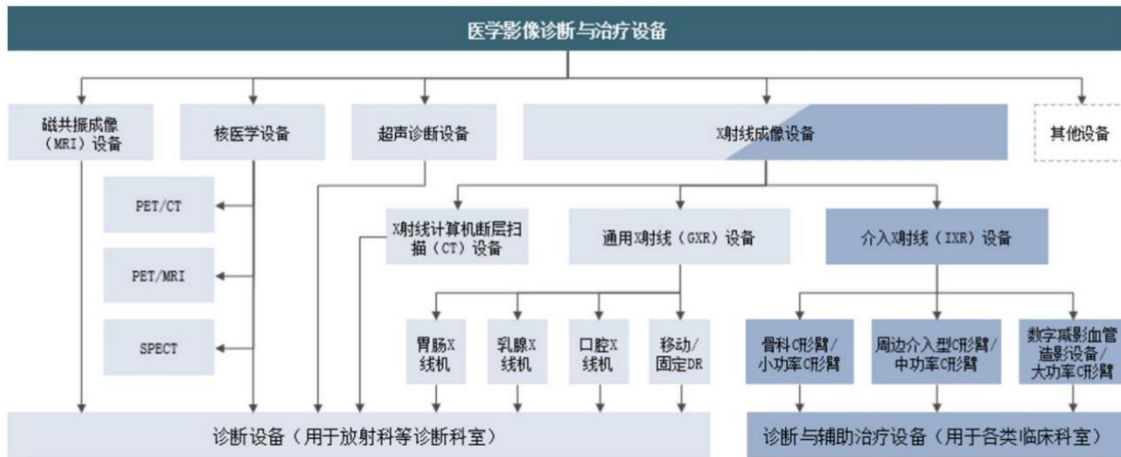 医学影像诊断与治疗设备
磁共振成像
（MRI）设备
核医学设备
超声诊断设备
X射线成像设备
其他设备
PET/CT
PET/MRI
SPECT
X射线计算机断层扫
描（CT）设备
通用X射线（GXR）设备
介入X射线（IXR）设备
胃肠X
线机
乳腺X
线机
口腔X
线机
移动/
固定DR
骨科C形臂/
小功率C形臂
周边介入型C形臂/
中功率C形臂
数字减影血管
造影设备/
大功率C形臂
诊断设备（用于放射科等诊断科室）
诊断与辅助治疗设备（用于各类临床科室）